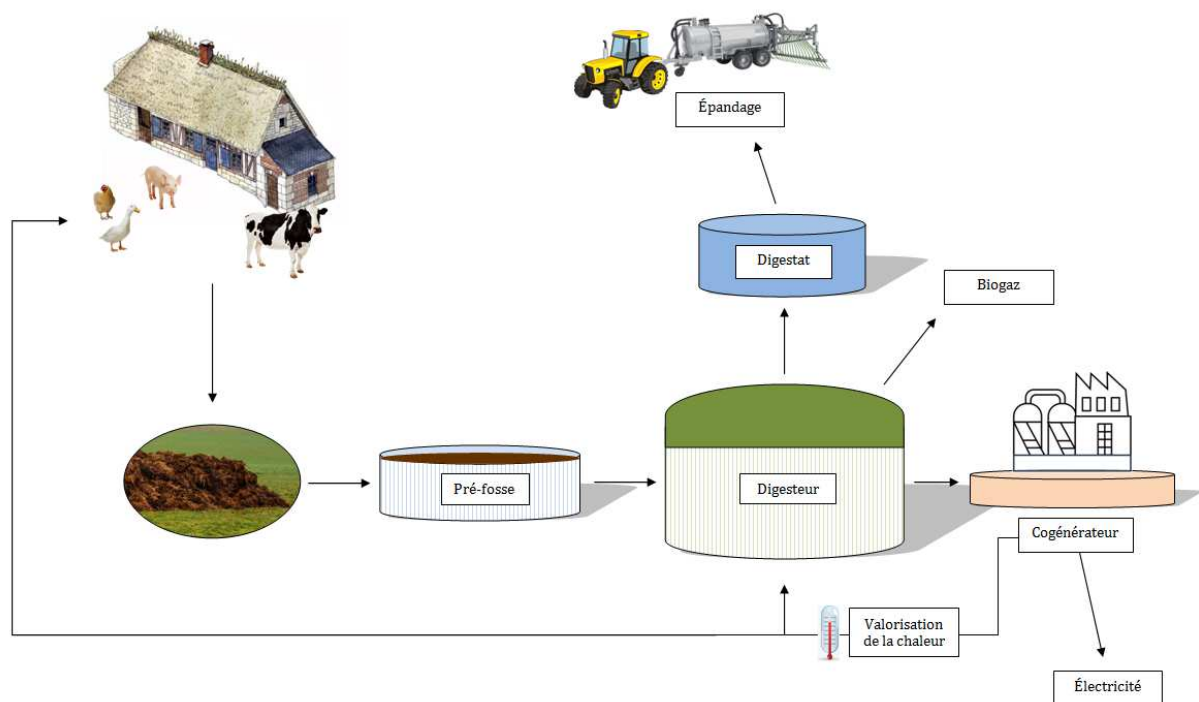 Épandage
Digestat
Biogaz
Pré-fosse
Digesteur
Cogénérateur
Valorisation
de la chaleur
Électricité